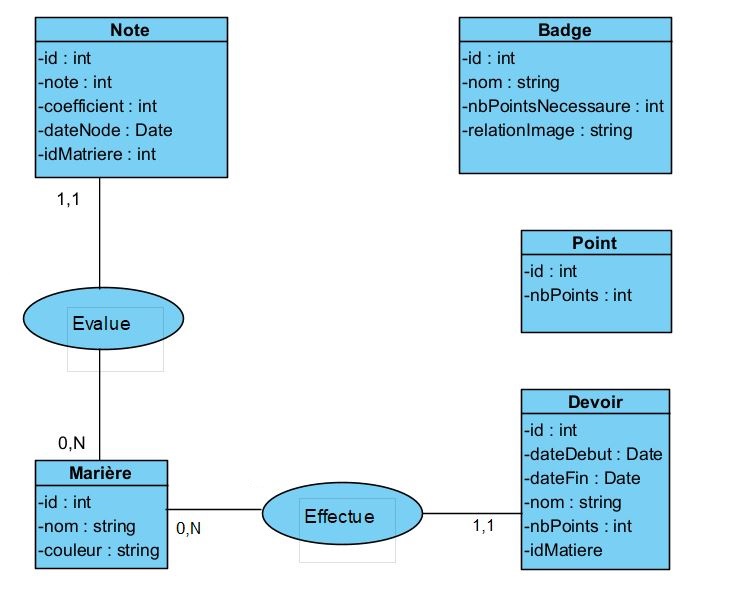 Note
-id : int
-note : int
-coefficient : int
-dateNode : Date
-idMatriere : int
Badge
-id : int
-nom : string
-nbPointsNecessaure : int
-relationImage : string
1,1
Point
-id : int
-nbPoints : int
Evalue
0,N
Marière
-id : int
-nom : string
-couleur : string
0,N
Effectue
1,1
Devoir
-id : int
-dateDebut : Date
-dateFin : Date
-nom : string
-nbPoints : int
-idMatiere